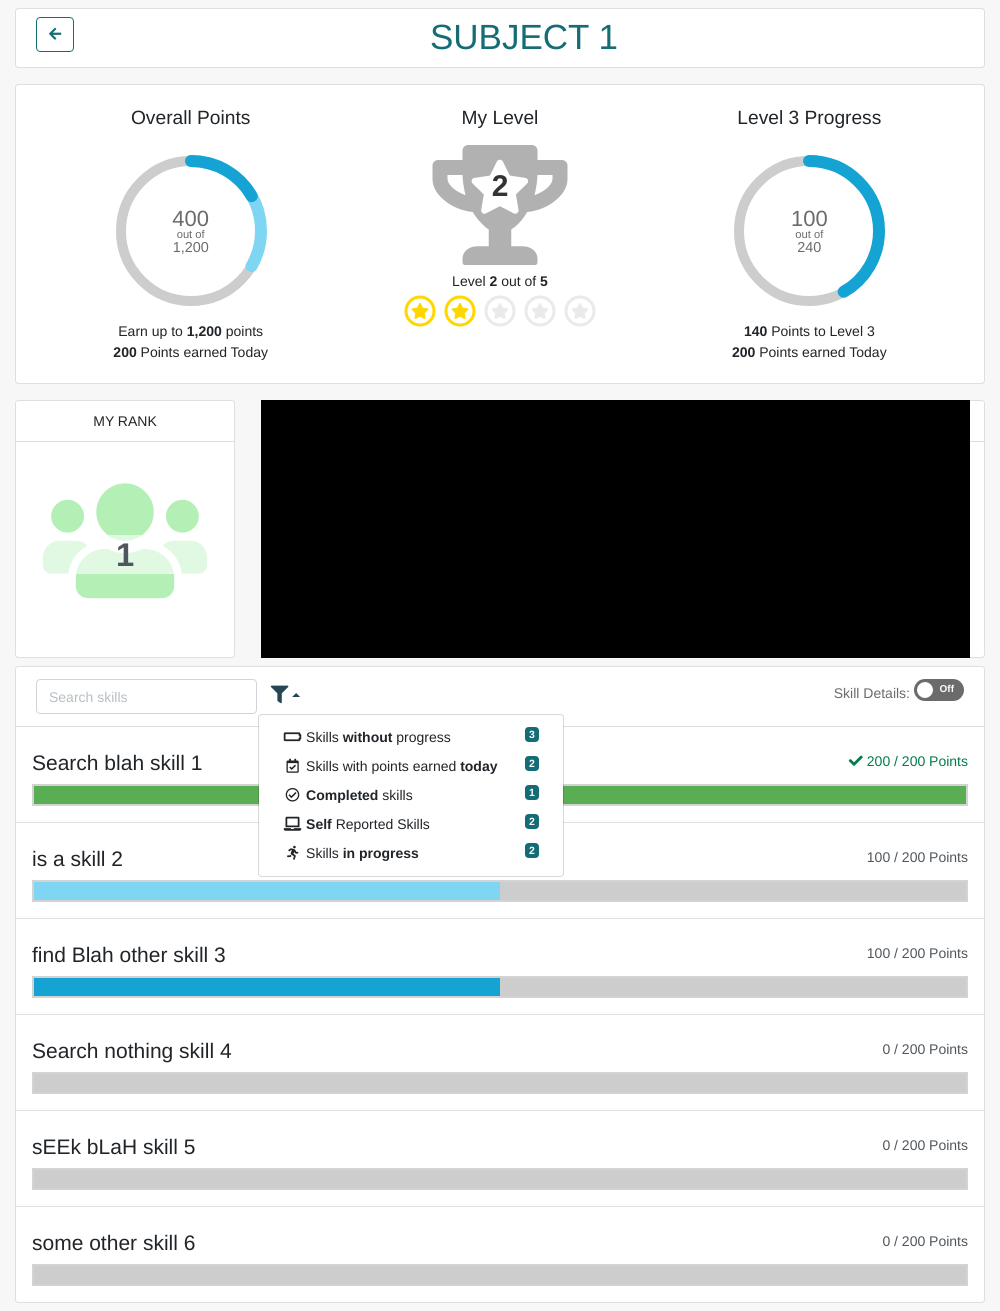 SUBJECT 1
Overall Points
400
out of
1,200
Earn up to 1,200 points
200 Points earned Today
My Level
2
Level 2 out of 5
Level 3 Progress
100
out of
240
140 Points to Level 3
200 Points earned Today
MY RANK
1
Search skills
Skill Details: Off
Skills without progress 3
Skills with points earned today 2
Completed skills 1
Self Reported Skills 2
Skills in progress 2
Search blah skill 1
200 / 200 Points
is a skill 2
100 / 200 Points
find Blah other skill 3
100 / 200 Points
Search nothing skill 4
0 / 200 Points
sEEk bLaH skill 5
0 / 200 Points
some other skill 6
0 / 200 Points